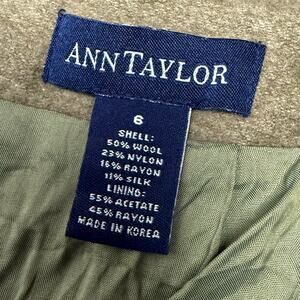 ANN TAYLOR
6
SHELL:
50% WOOL
23% NYLON
16% RAYON
11% SILK
LINING:
55% ACETATE
45% RAYON
MADE IN KOREA